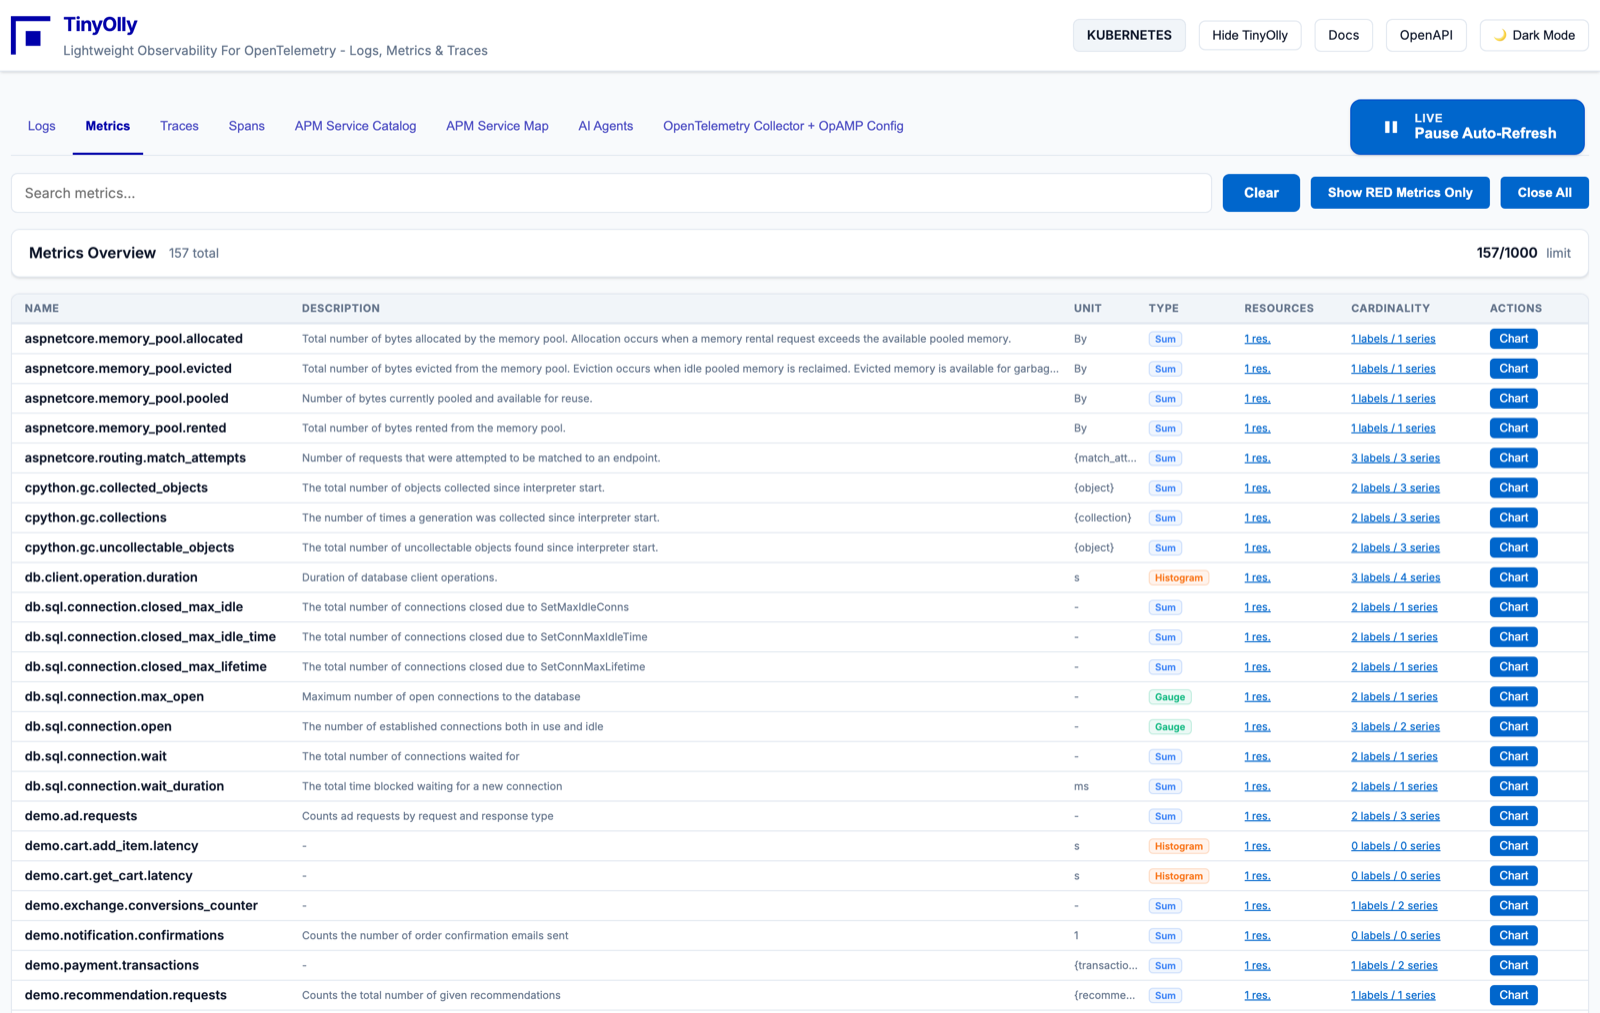 TinyOlly
Lightweight Observability For OpenTelemetry - Logs, Metrics & Traces
KUBERNETES Hide TinyOlly Docs OpenAPI 🌙 Dark Mode
Logs Metrics Traces Spans APM Service Catalog APM Service Map AI Agents OpenTelemetry Collector + OpAMP Config
LIVE
Pause Auto-Refresh
Search metrics... Clear Show RED Metrics Only Close All
Metrics Overview 157 total 157/1000 limit
NAME DESCRIPTION UNIT TYPE RESOURCES CARDINALITY ACTIONS
aspnetcore.memory_pool.allocated Total number of bytes allocated by the memory pool. Allocation occurs when a memory rental request exceeds the available pooled memory. By Sum 1 res. 1 labels / 1 series Chart
aspnetcore.memory_pool.evicted Total number of bytes evicted from the memory pool. Eviction occurs when idle pooled memory is reclaimed. Evicted memory is available for garbag... By Sum 1 res. 1 labels / 1 series Chart
aspnetcore.memory_pool.pooled Number of bytes currently pooled and available for reuse. By Sum 1 res. 1 labels / 1 series Chart
aspnetcore.memory_pool.rented Total number of bytes rented from the memory pool. By Sum 1 res. 1 labels / 1 series Chart
aspnetcore.routing.match_attempts Number of requests that were attempted to be matched to an endpoint. {match_att... Sum 1 res. 3 labels / 3 series Chart
cpython.gc.collected_objects The total number of objects collected since interpreter start. {object} Sum 1 res. 2 labels / 3 series Chart
cpython.gc.collections The number of times a generation was collected since interpreter start. {collection} Sum 1 res. 2 labels / 3 series Chart
cpython.gc.uncollectable_objects The total number of uncollectable objects found since interpreter start. {object} Sum 1 res. 2 labels / 3 series Chart
db.client.operation.duration Duration of database client operations. s Histogram 1 res. 3 labels / 4 series Chart
db.sql.connection.closed_max_idle The total number of connections closed due to SetMaxIdleConns - Sum 1 res. 2 labels / 1 series Chart
db.sql.connection.closed_max_idle_time The total number of connections closed due to SetConnMaxIdleTime - Sum 1 res. 2 labels / 1 series Chart
db.sql.connection.closed_max_lifetime The total number of connections closed due to SetConnMaxLifetime - Sum 1 res. 2 labels / 1 series Chart
db.sql.connection.max_open Maximum number of open connections to the database - Gauge 1 res. 2 labels / 1 series Chart
db.sql.connection.open The number of established connections both in use and idle - Gauge 1 res. 3 labels / 2 series Chart
db.sql.connection.wait The total number of connections waited for - Sum 1 res. 2 labels / 1 series Chart
db.sql.connection.wait_duration The total time blocked waiting for a new connection ms Sum 1 res. 2 labels / 1 series Chart
demo.ad.requests Counts ad requests by request and response type - Sum 1 res. 2 labels / 3 series Chart
demo.cart.add_item.latency - s Histogram 1 res. 0 labels / 0 series Chart
demo.cart.get_cart.latency - s Histogram 1 res. 0 labels / 0 series Chart
demo.exchange.conversions_counter - - Sum 1 res. 1 labels / 2 series Chart
demo.notification.confirmations Counts the number of order confirmation emails sent 1 Sum 1 res. 0 labels / 0 series Chart
demo.payment.transactions - {transactio... Sum 1 res. 1 labels / 2 series Chart
demo.recommendation.requests Counts the total number of given recommendations {recomme... Sum 1 res. 1 labels / 1 series Chart